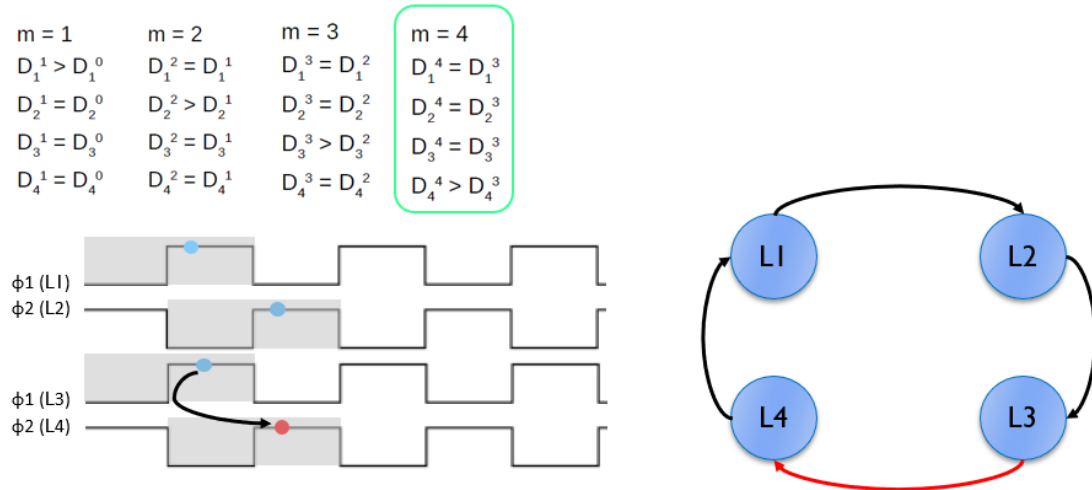 m = 1 m = 2 m = 3 m = 4
D₁¹ > D₁⁰ D₁² = D₁¹ D₁³ = D₁² D₁⁴ = D₁³
D₂¹ = D₂⁰ D₂² > D₂¹ D₂³ = D₂² D₂⁴ = D₂³
D₃¹ = D₃⁰ D₃² = D₃¹ D₃³ > D₃² D₃⁴ = D₃³
D₄¹ = D₄⁰ D₄² = D₄¹ D₄³ = D₄² D₄⁴ > D₄³
ϕ1 (L1)
ϕ2 (L2)
ϕ1 (L3)
ϕ2 (L4)
L1 L2
L4 L3